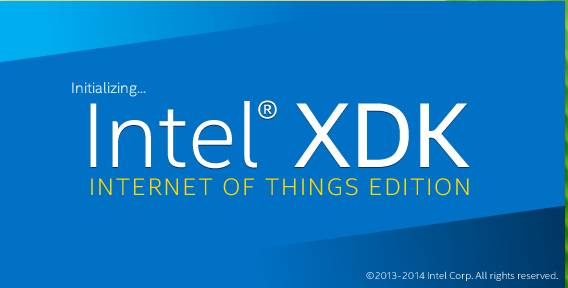 Initializing...
Intel® XDK
INTERNET OF THINGS EDITION
©2013-2014 Intel Corp. All rights reserved.